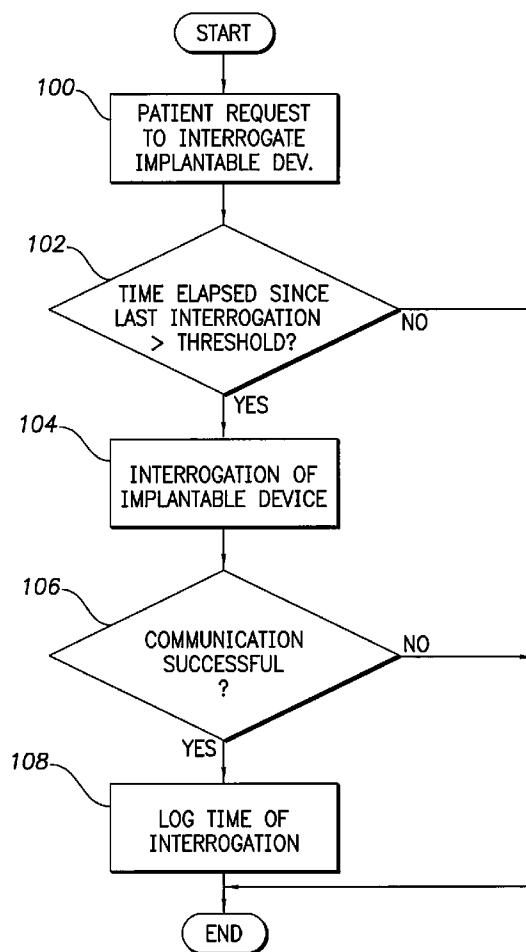 START
100
PATIENT REQUEST
TO INTERROGATE
IMPLANTABLE DEV.
102
TIME ELAPSED SINCE
LAST INTERROGATION
> THRESHOLD?
NO
YES
104
INTERROGATION OF
IMPLANTABLE DEVICE
106
COMMUNICATION
SUCCESSFUL
?
NO
YES
108
LOG TIME OF
INTERROGATION
END